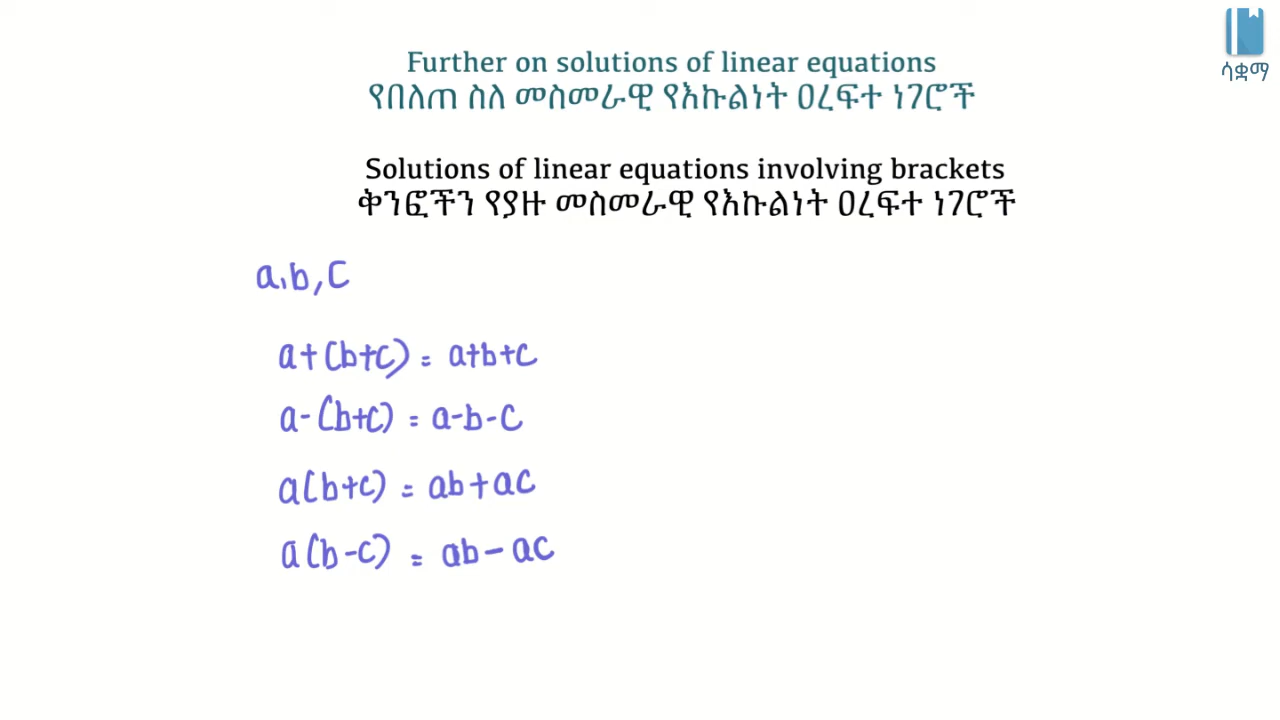 Further on solutions of linear equations
የበለጠ ስለ መስመራዊ የእኩልነት ዐረፍተ ነገሮች
ሳቋማ
Solutions of linear equations involving brackets
ቅንፎችን የያዙ መስመራዊ የእኩልነት ዐረፍተ ነገሮች
a,b,c
a+(b+c) = a+b+c
a-(b+c) = a-b-c
a(b+c) = ab+ac
a(b-c) = ab-ac